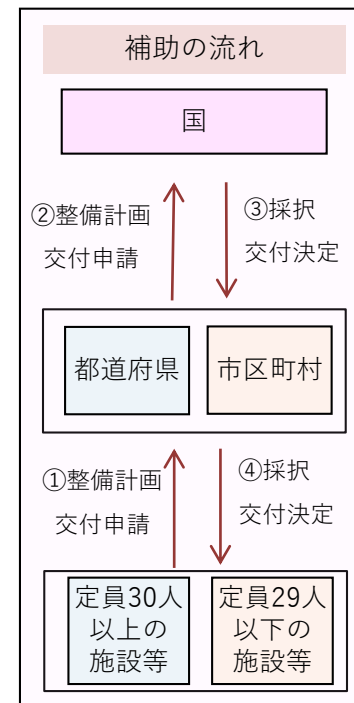 補助の流れ
国
②整備計画
交付申請
③採択
交付決定
都道府県
市区町村
①整備計画
交付申請
④採択
交付決定
定員30人
以上の
施設等
定員29人
以下の
施設等